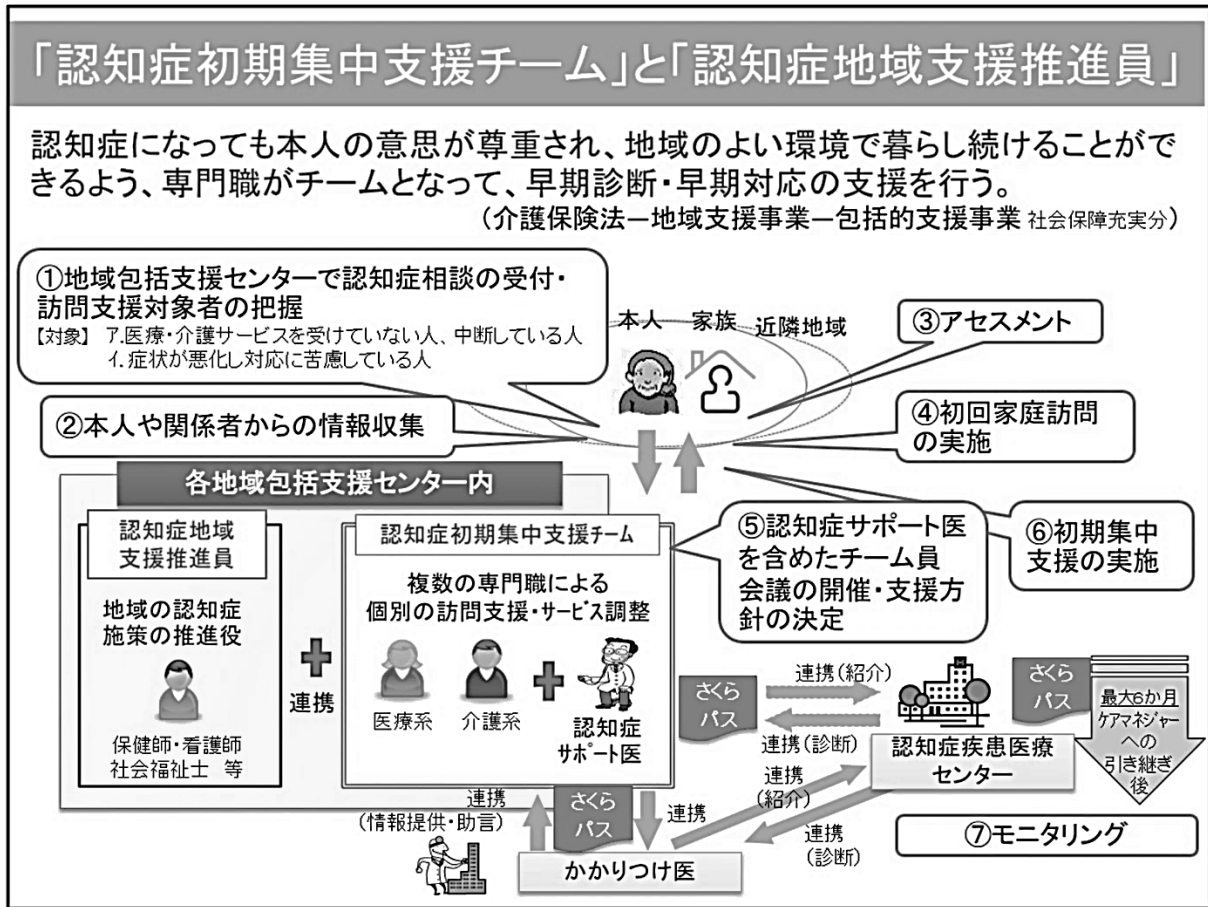 「認知症初期集中支援チーム」と「認知症地域支援推進員」
認知症になっても本人の意思が尊重され、地域のよい環境で暮らし続けることがで
きるよう、専門職がチームとなって、早期診断・早期対応の支援を行う。
(介護保険法ー地域支援事業ー包括的支援事業 社会保障充実分)
①地域包括支援センターで認知症相談の受付・
訪問支援対象者の把握
【対象】 ア.医療・介護サービスを受けていない人、中断している人
イ.症状が悪化し対応に苦慮している人
本人 家族 近隣地域
③アセスメント
②本人や関係者からの情報収集
④初回家庭訪問
の実施
各地域包括支援センター内
認知症地域
支援推進員
地域の認知症
施策の推進役
保健師・看護師
社会福祉士 等
連携
認知症初期集中支援チーム
複数の専門職による
個別の訪問支援・サービス調整
医療系
介護系
認知症
サポート医
⑤認知症サポート医
を含めたチーム員
会議の開催・支援方
針の決定
⑥初期集中
支援の実施
さくら
パス
連携(紹介)
連携(診断)
認知症疾患医療
センター
さくら
パス
最大6か月
ケアマネジャー
への
引き継ぎ
後
連携
(情報提供・助言)
さくら
パス
連携
連携
(紹介)
連携
(診断)
かかりつけ医
⑦モニタリング